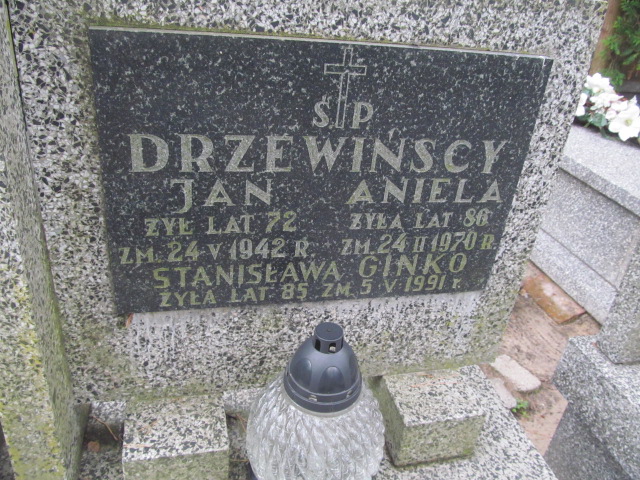 Ś.P.
DRZEWIŃSCY
JAN ANIELA
ŻYŁ LAT 72 ŻYŁA LAT 86
ZM. 24 V 1942 R. ZM. 24 II 1970 R.
STANISŁAWA GINKO
ŻYŁA LAT 85 ZM. 5 V 1991 r.